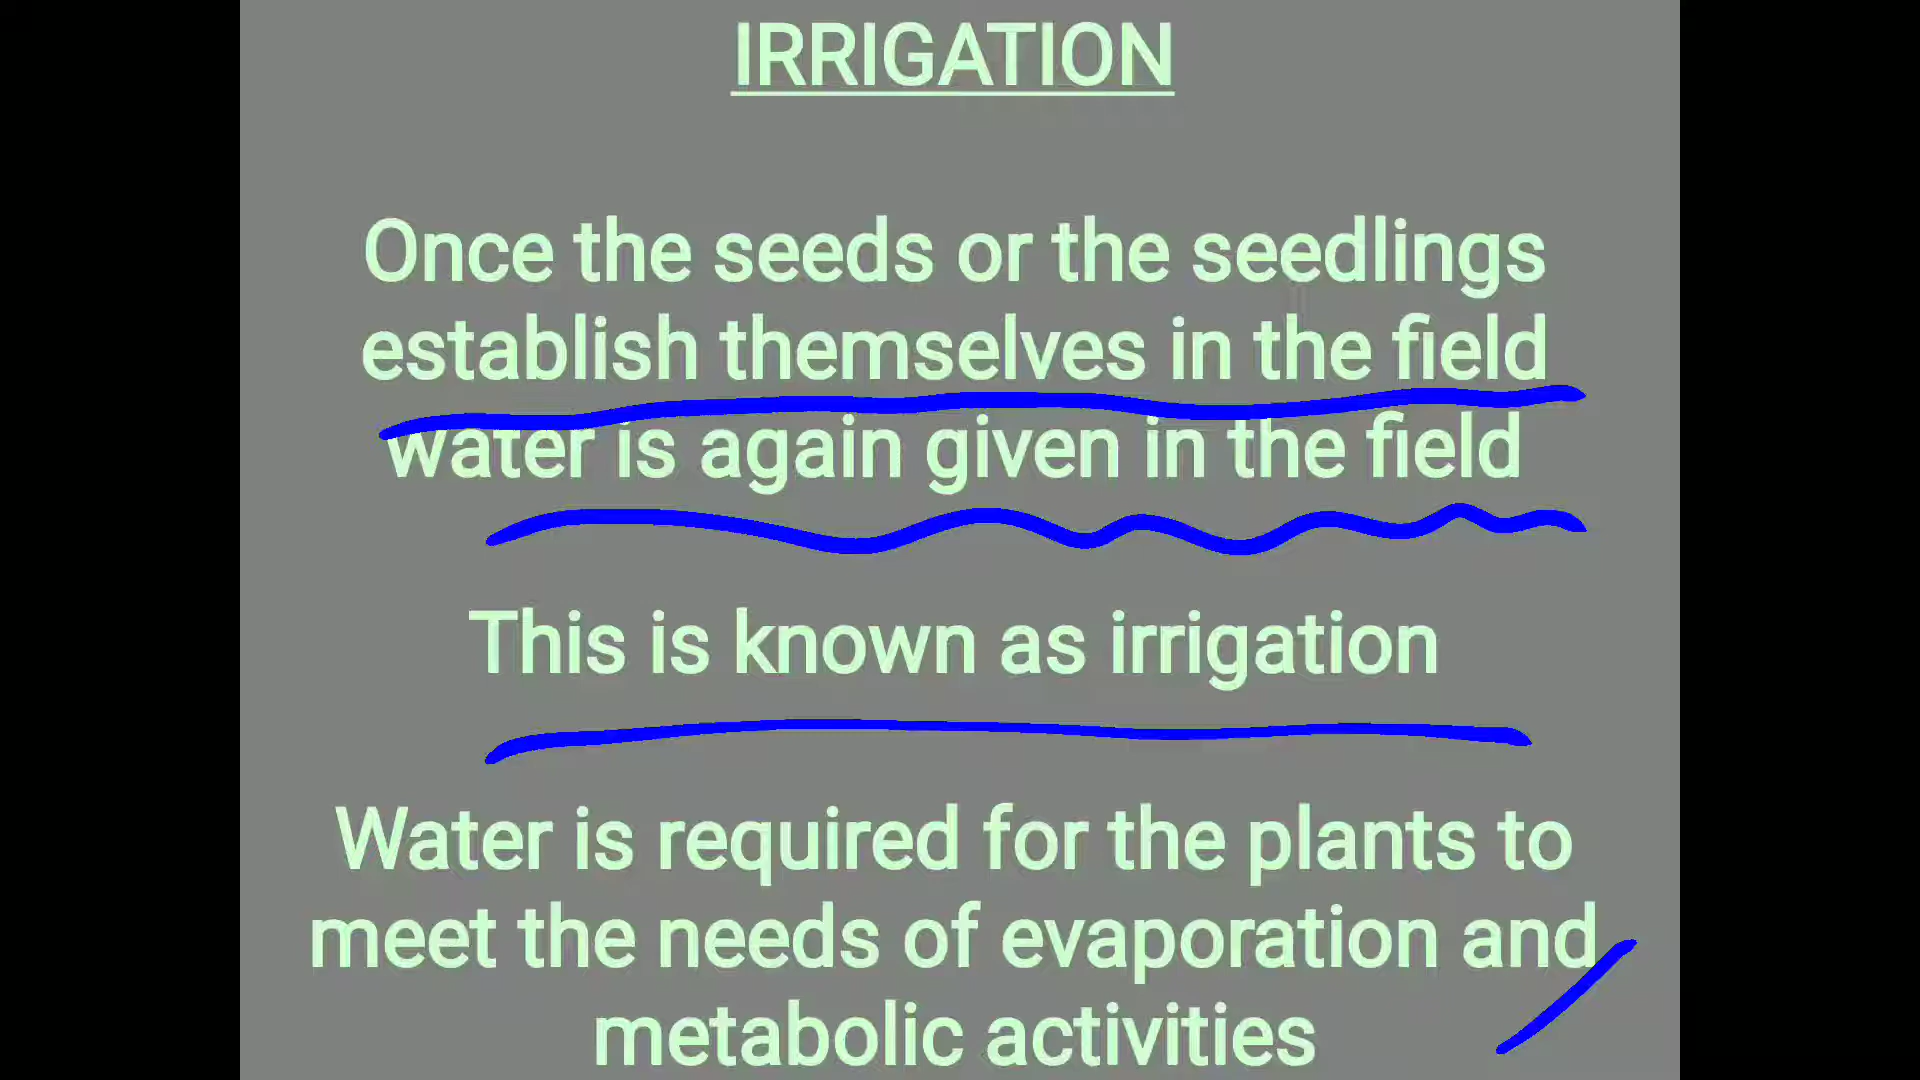 IRRIGATION
Once the seeds or the seedlings
establish themselves in the field
water is again given in the field
This is known as irrigation
Water is required for the plants to
meet the needs of evaporation and
metabolic activities